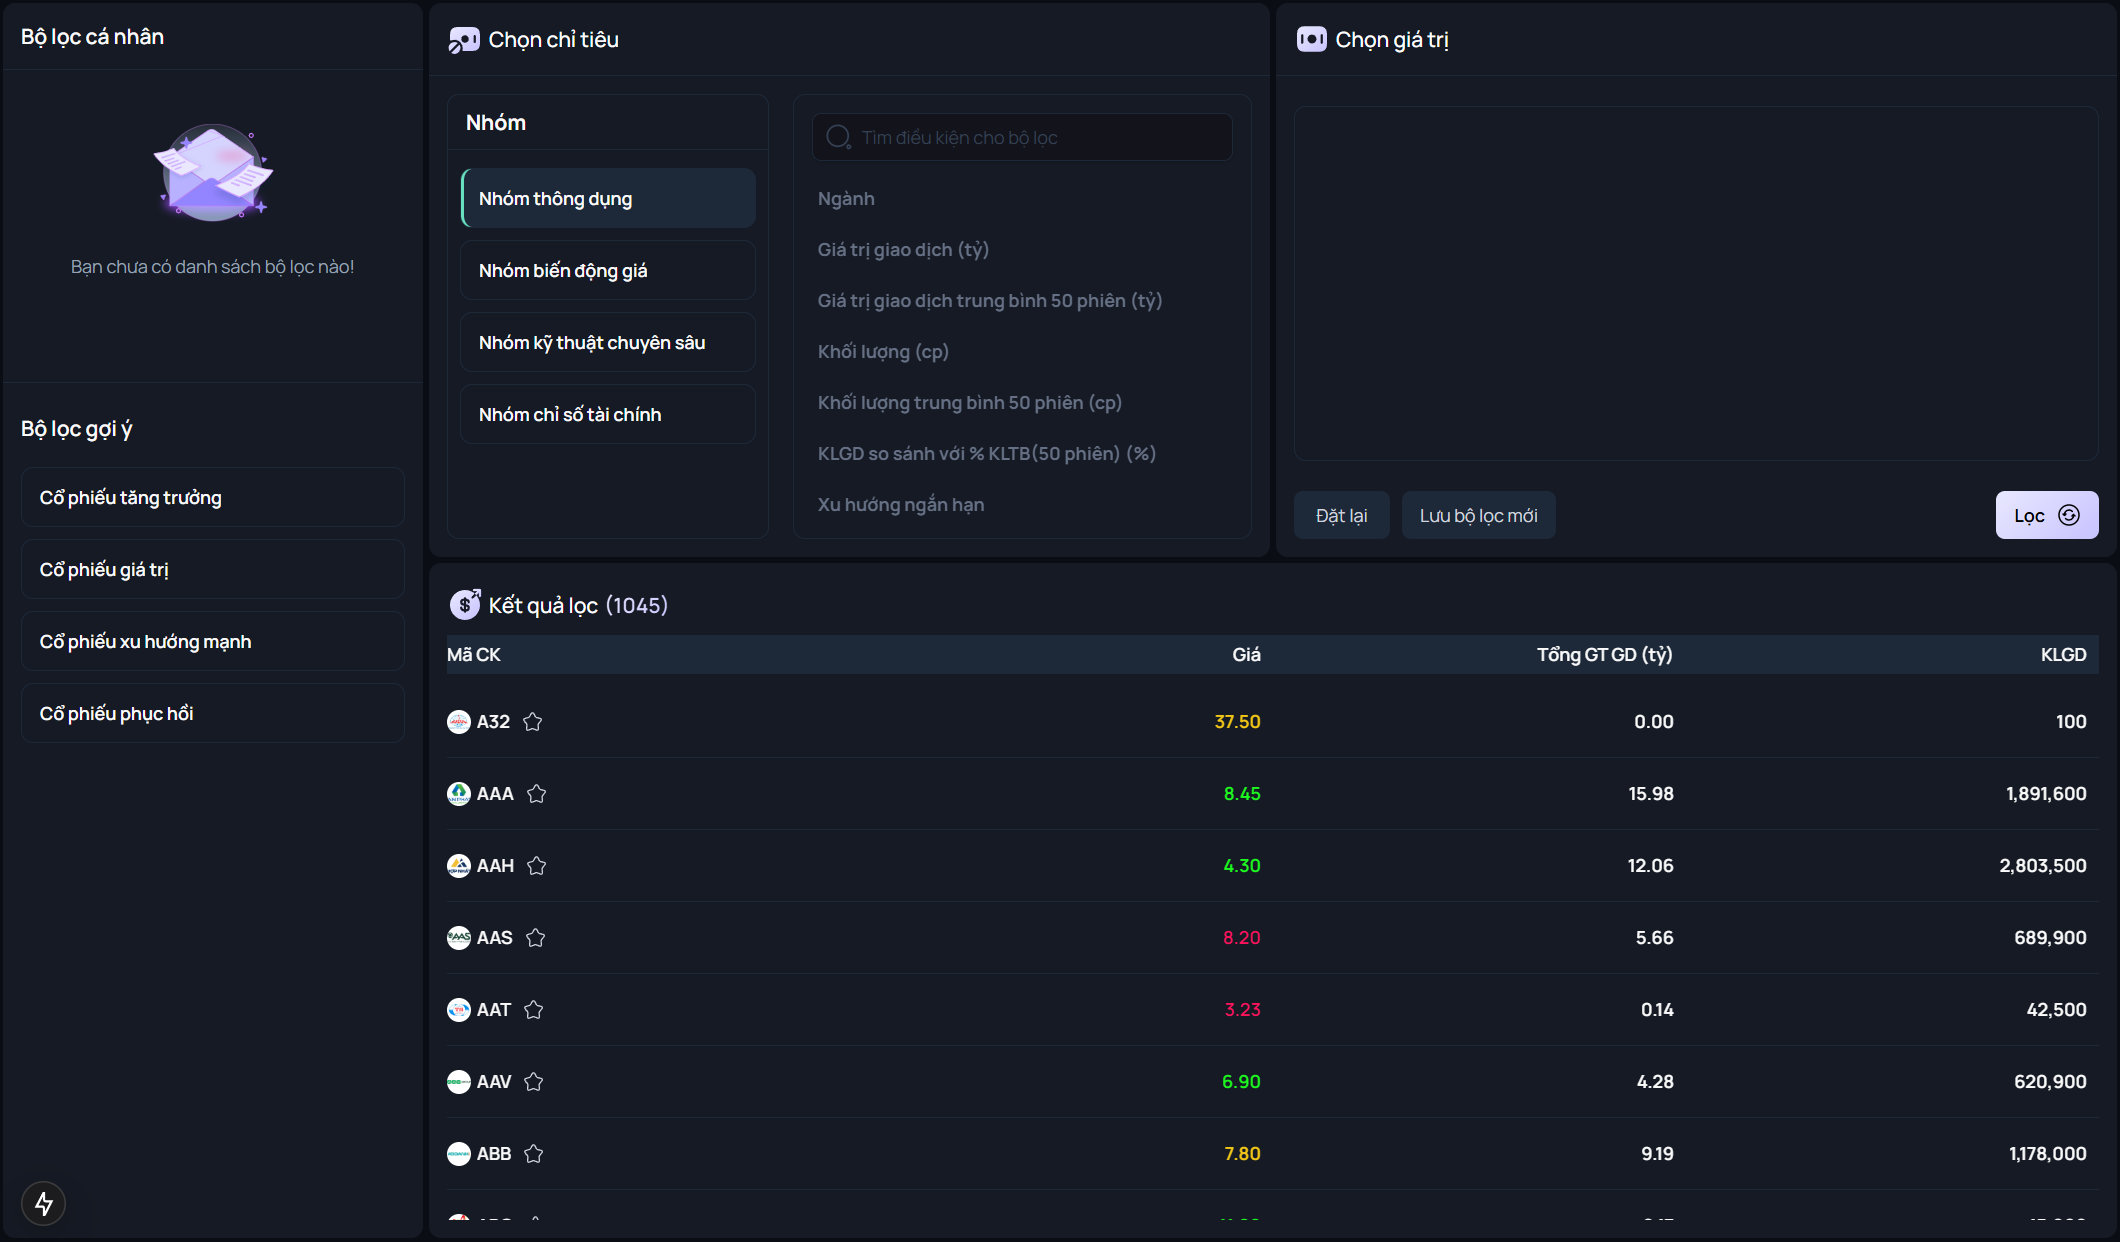 Bộ lọc cá nhân
Bạn chưa có danh sách bộ lọc nào!
Bộ lọc gợi ý
Cổ phiếu tăng trưởng
Cổ phiếu giá trị
Cổ phiếu xu hướng mạnh
Cổ phiếu phục hồi
Chọn chỉ tiêu
Nhóm
Nhóm thông dụng
Nhóm biến động giá
Nhóm kỹ thuật chuyên sâu
Nhóm chỉ số tài chính
Tìm điều kiện cho bộ lọc
Ngành
Giá trị giao dịch (tỷ)
Giá trị giao dịch trung bình 50 phiên (tỷ)
Khối lượng (cp)
Khối lượng trung bình 50 phiên (cp)
KLGD so sánh với % KLTB(50 phiên) (%)
Xu hướng ngắn hạn
Chọn giá trị
Đặt lại
Lưu bộ lọc mới
Lọc
Kết quả lọc (1045)
Mã CK Giá Tổng GT GD (tỷ) KLGD
A32 37.50 0.00 100
AAA 8.45 15.98 1,891,600
AAH 4.30 12.06 2,803,500
AAS 8.20 5.66 689,900
AAT 3.23 0.14 42,500
AAV 6.90 4.28 620,900
ABB 7.80 9.19 1,178,000